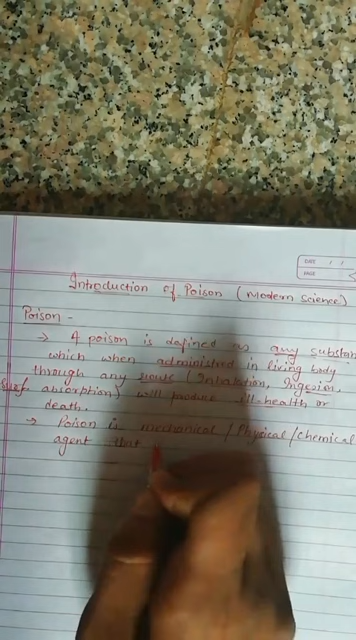 DATE
PAGE
Introduction of Poison (Modern science)
Poison -
→ A poison is defined as any substan
which when administred in living body
through any route (Inhalation, Ingesion,
Surf absorption) will produce ill-health or
death.
→ Poison is mechanical / Physical / chemical
agent that